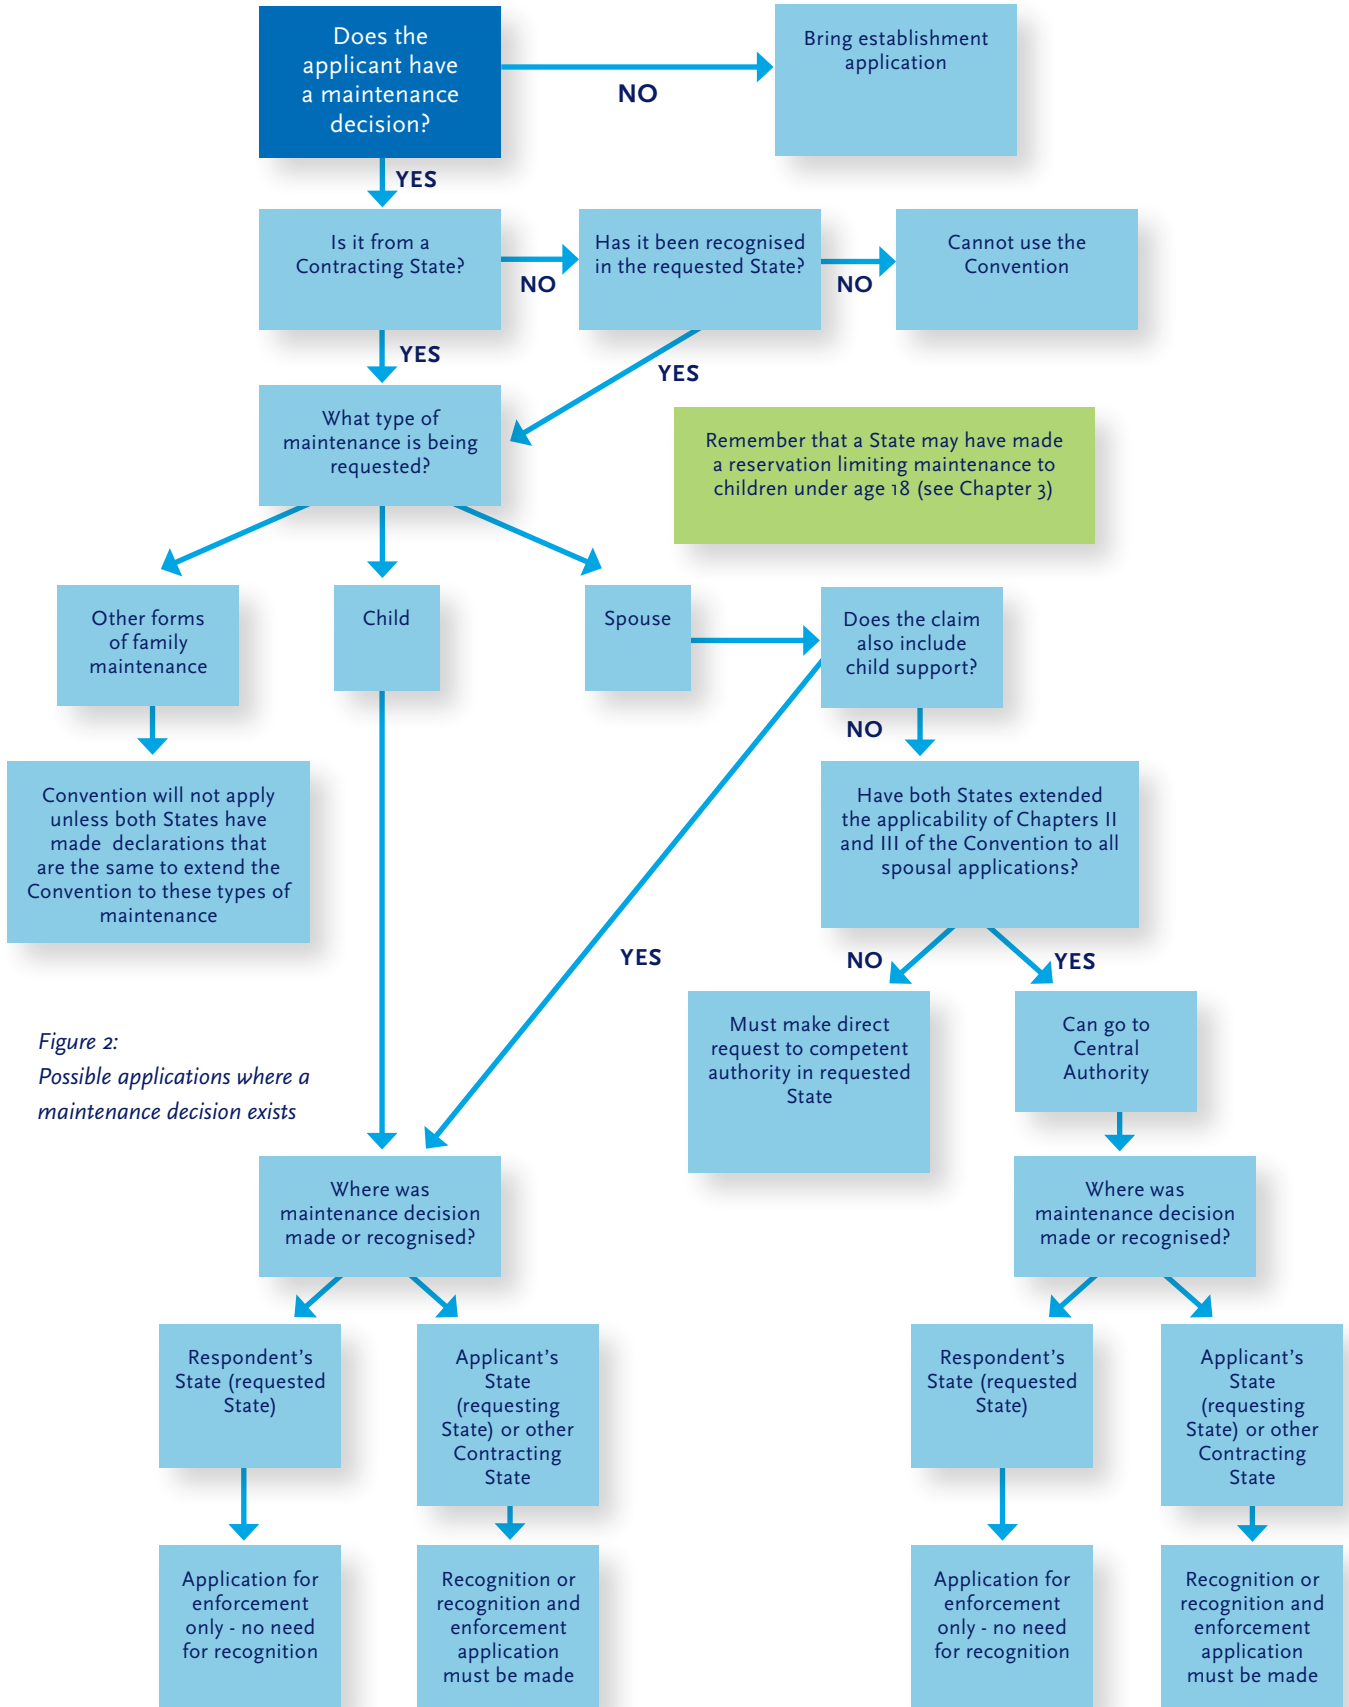 Does the
applicant have
a maintenance
decision?
NO
Bring establishment
application
YES
Is it from a
Contracting State?
NO
Has it been recognised
in the requested State?
NO
Cannot use the
Convention
YES
YES
What type of
maintenance is being
requested?
Remember that a State may have made
a reservation limiting maintenance to
children under age 18 (see Chapter 3)
Other forms
of family
maintenance
Child
Spouse
Does the claim
also include
child support?
NO
Convention will not apply
unless both States have
made declarations that
are the same to extend the
Convention to these types of
maintenance
Have both States extended
the applicability of Chapters II
and III of the Convention to all
spousal applications?
YES
NO
YES
Must make direct
request to competent
authority in requested
State
Can go to
Central
Authority
Figure 2:
Possible applications where a
maintenance decision exists
Where was
maintenance decision
made or recognised?
Where was
maintenance decision
made or recognised?
Respondent's
State (requested
State)
Applicant's
State
(requesting
State) or other
Contracting
State
Respondent's
State (requested
State)
Applicant's
State
(requesting
State) or other
Contracting
State
Application for
enforcement
only - no need
for recognition
Recognition or
recognition and
enforcement
application
must be made
Application for
enforcement
only - no need
for recognition
Recognition or
recognition and
enforcement
application
must be made